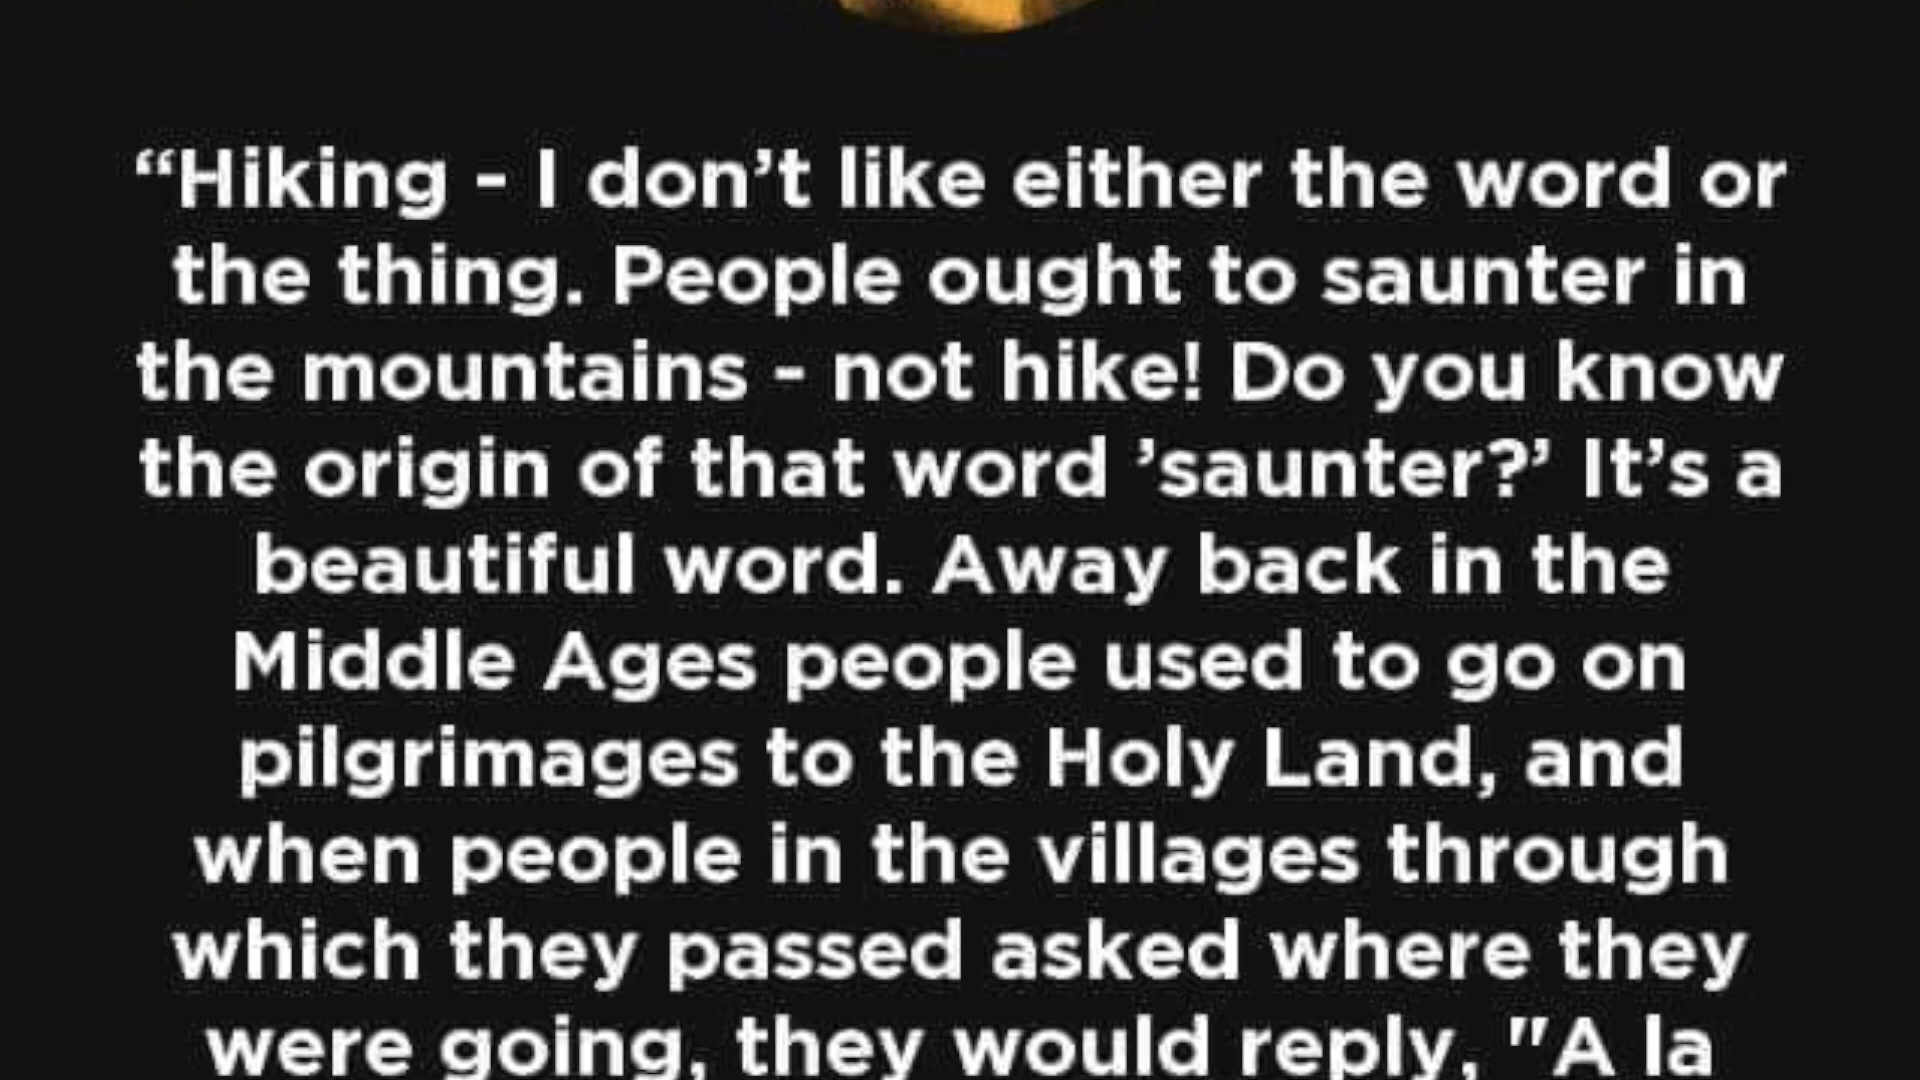 “Hiking - I don’t like either the word or
the thing. People ought to saunter in
the mountains - not hike! Do you know
the origin of that word ’saunter?’ It’s a
beautiful word. Away back in the
Middle Ages people used to go on
pilgrimages to the Holy Land, and
when people in the villages through
which they passed asked where they
were going, they would reply, "A la